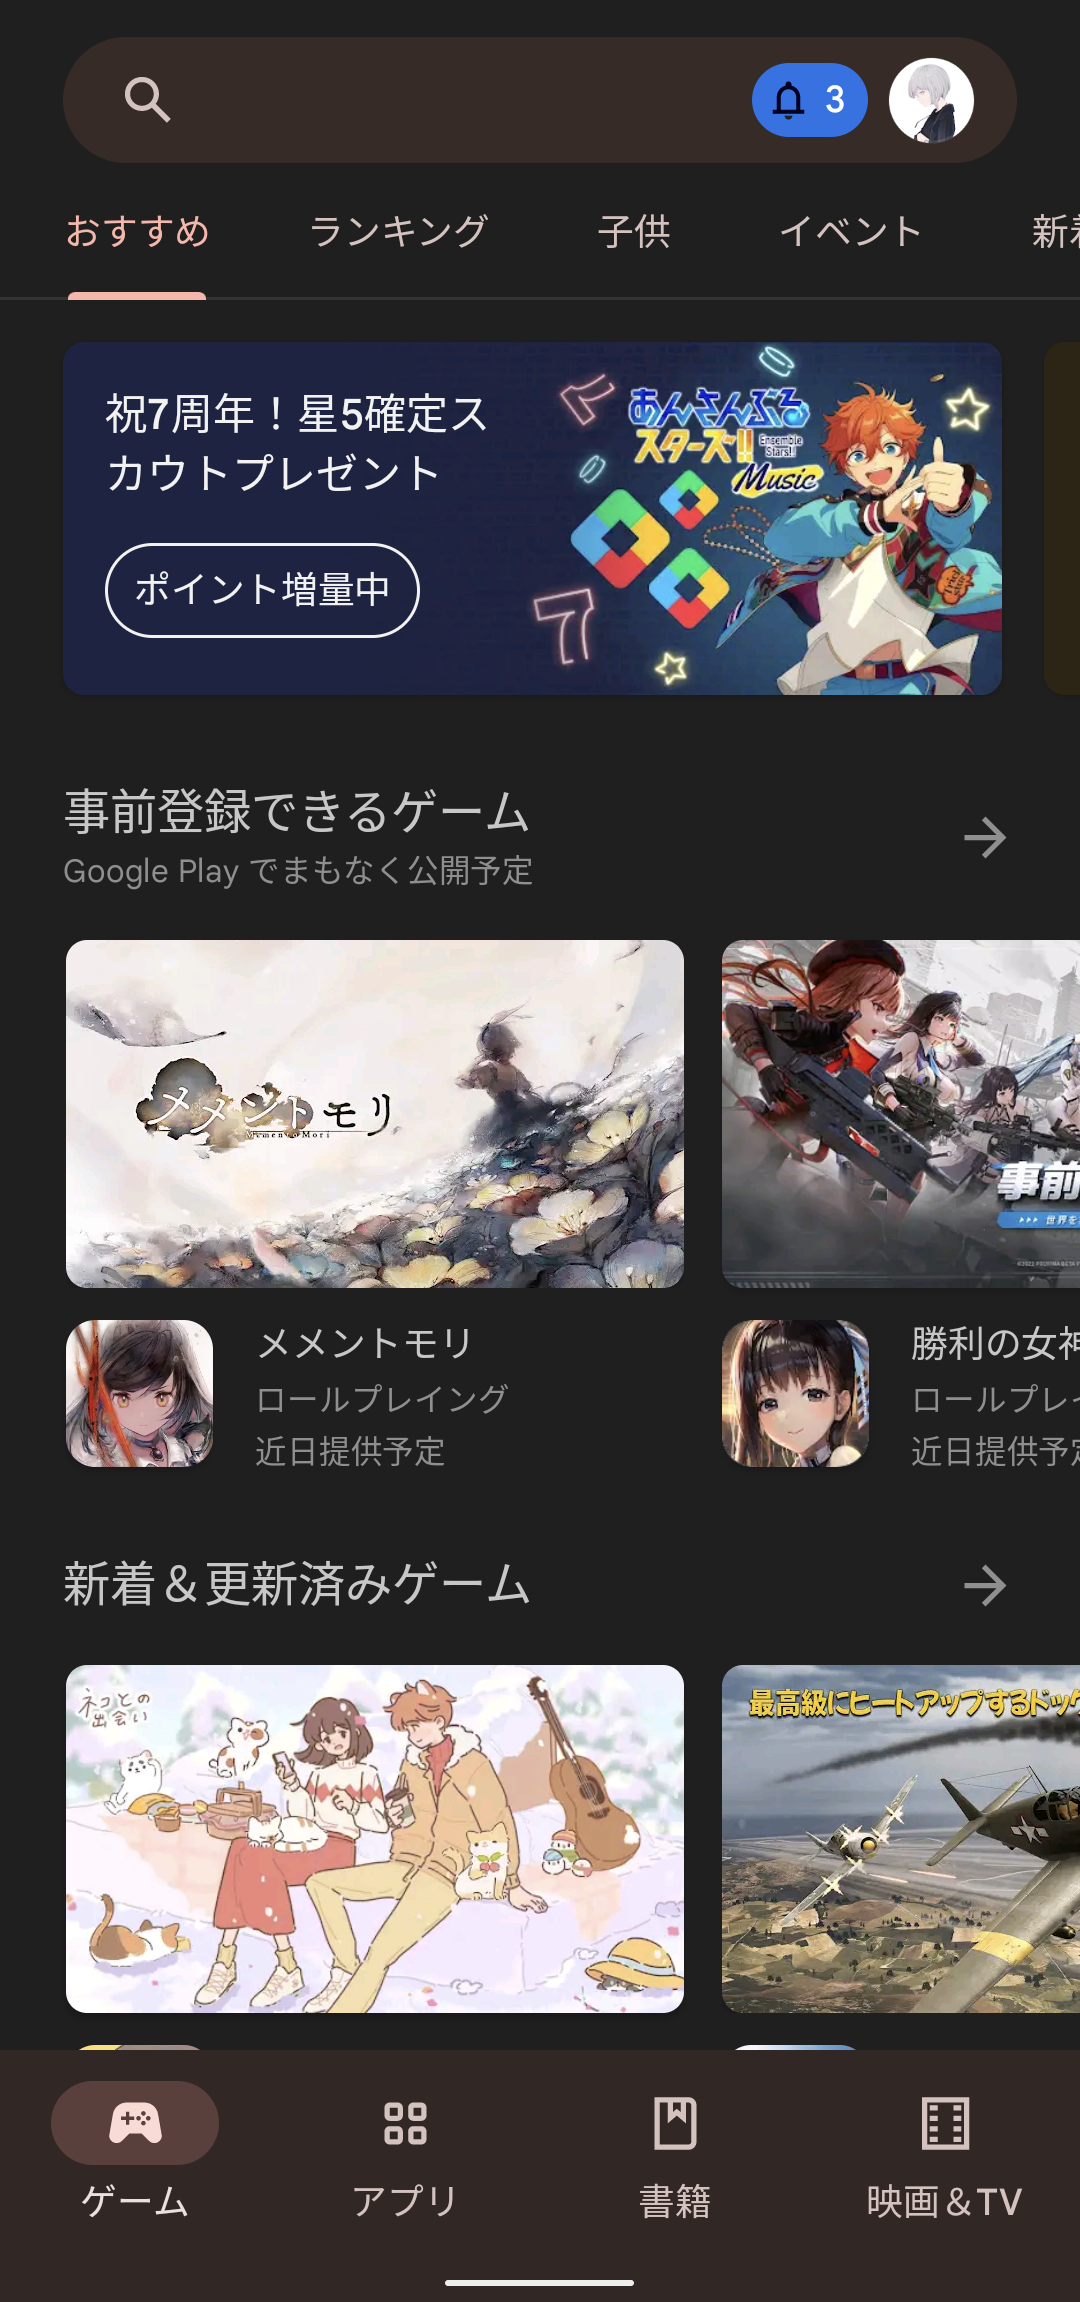 3
おすすめ
ランキング
子供
イベント
祝7周年！星5確定ス
カウトプレゼント
ポイント増量中
あんさんぶる
スターズ!!
Ensemble
Stars!!
Music
7
事前登録できるゲーム
Google Play でまもなく公開予定
メメントモリ
Memento Mori
事前
世界を
メメントモリ
ロールプレイング
近日提供予定
勝利の女神
ロールプレイ
近日提供予定
新着＆更新済みゲーム
ネコとの
出会い
最高級にヒートアップするドッグ
ゲーム
アプリ
書籍
映画＆TV